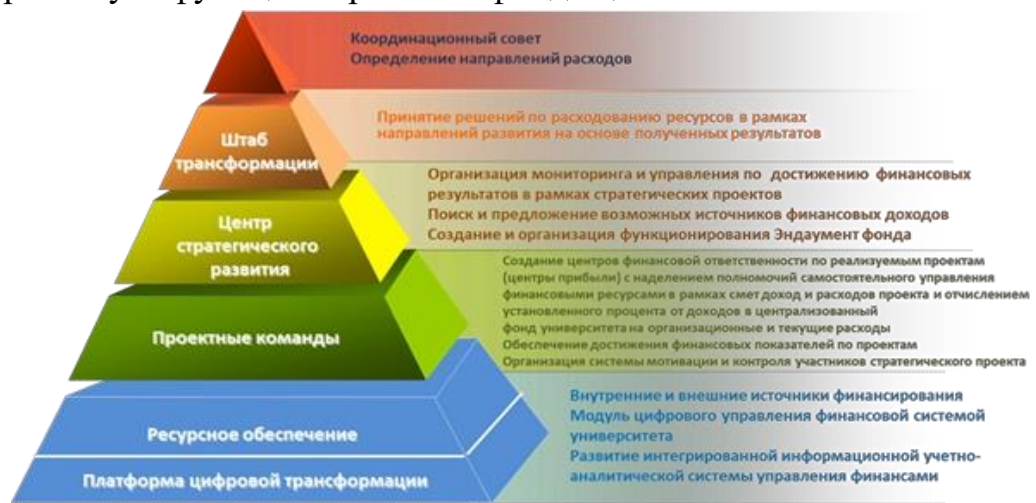 Координационный совет
Определение направлений расходов
Штаб
трансформации
Принятие решений по расходованию ресурсов в рамках
направлений развития на основе полученных результатов
Центр
стратегического
развития
Организация мониторинга и управления по достижению финансовых
результатов в рамках стратегических проектов
Поиск и предложение возможных источников финансовых доходов
Создание и организация функционирования Эндаумент фонда
Проектные команды
Создание центров финансовой ответственности по реализуемым проектам
(центры прибыли) с наделением полномочий самостоятельного управления
финансовыми ресурсами в рамках смет доход и расходов проекта и отчислением
установленного процента от доходов в централизованный
фонд университета на организационные и текущие расходы
Обеспечение достижения финансовых показателей по проектам
Организация системы мотивации и контроля участников стратегического проекта
Ресурсное обеспечение
Платформа цифровой трансформации
Внутренние и внешние источники финансирования
Модуль цифрового управления финансовой системой
университета
Развитие интегрированной информационной учетно-
аналитической системы управления финансами